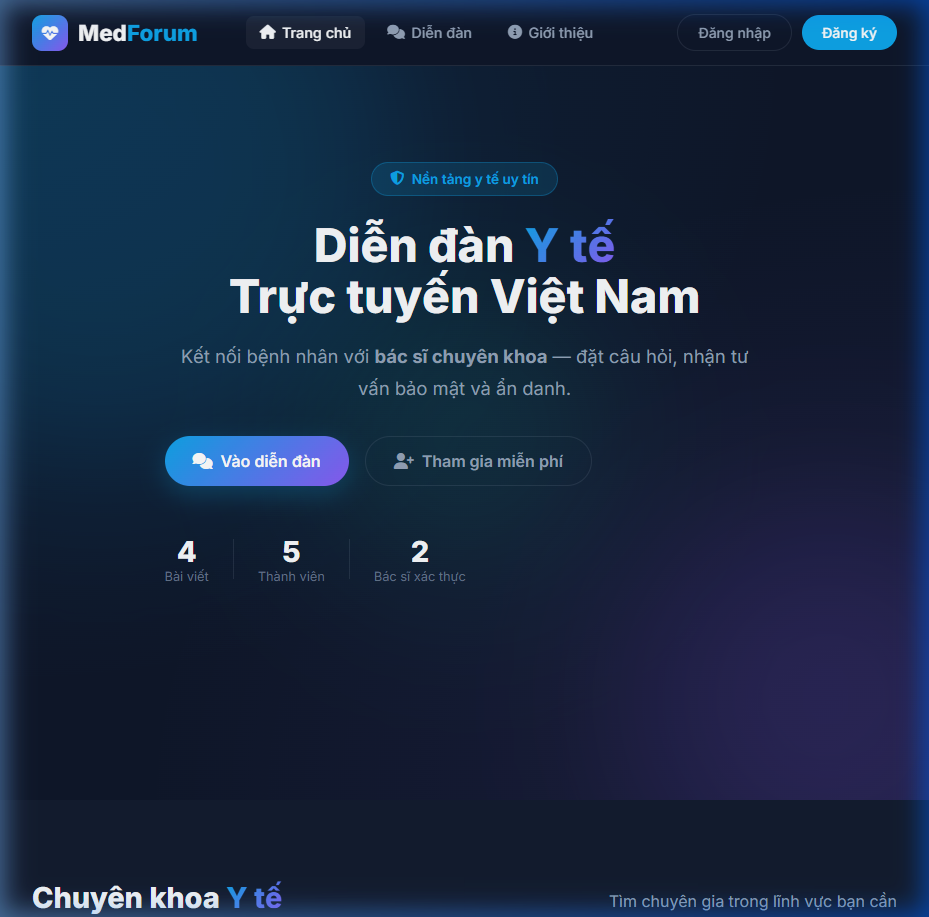 MedForum
Trang chủ
Diễn đàn
Giới thiệu
Đăng nhập
Đăng ký
Nền tảng y tế uy tín
Diễn đàn Y tế
Trực tuyến Việt Nam
Kết nối bệnh nhân với bác sĩ chuyên khoa — đặt câu hỏi, nhận tư
vấn bảo mật và ẩn danh.
Vào diễn đàn
Tham gia miễn phí
4
Bài viết
5
Thành viên
2
Bác sĩ xác thực
Chuyên khoa Y tế
Tìm chuyên gia trong lĩnh vực bạn cần